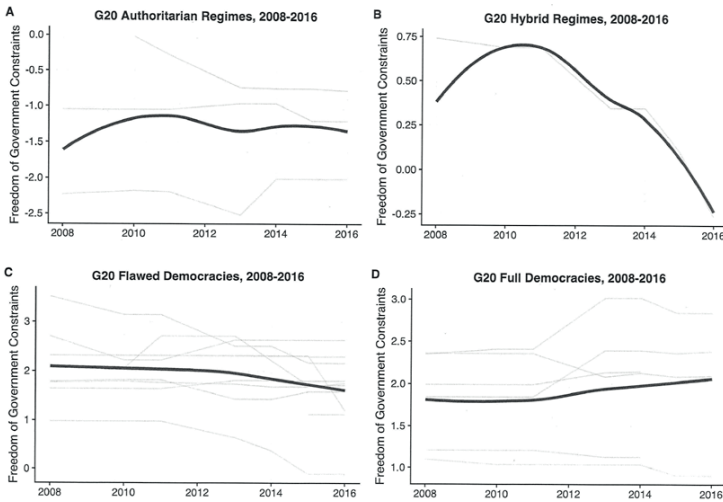 A
G20 Authoritarian Regimes, 2008-2016
Freedom of Government Constraints
0.0
-0.5
-1.0
-1.5
-2.0
-2.5
2008 2010 2012 2014 2016
B
G20 Hybrid Regimes, 2008-2016
Freedom of Government Constraints
0.75
0.50
0.25
0.00
-0.25
2008 2010 2012 2014 2016
C
G20 Flawed Democracies, 2008-2016
Freedom of Government Constraints
3
2
1
0
2008 2010 2012 2014 2016
D
G20 Full Democracies, 2008-2016
Freedom of Government Constraints
3.0
2.5
2.0
1.5
1.0
2008 2010 2012 2014 2016